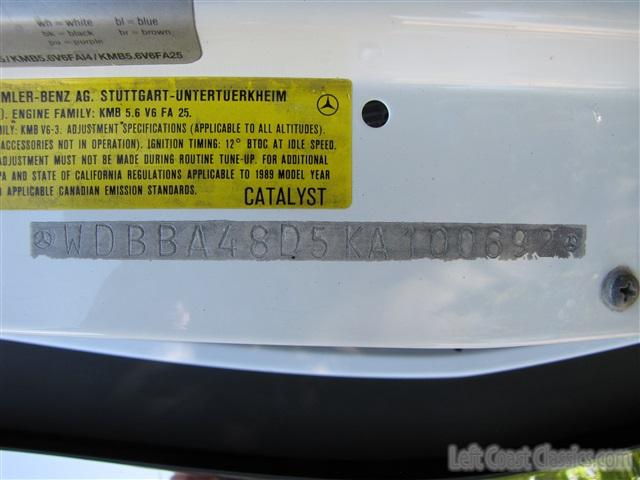 wh = white bl = blue
bk = black br = brown
pu = purple
/KMB5.6V6FAI4/KMB5.6V6FA25
MLER-BENZ AG. STUTTGART-UNTERTUERKHEIM
). ENGINE FAMILY: KMB 5.6 V6 FA 25.
MILY: KMB V6-3: ADJUSTMENT SPECIFICATIONS (APPLICABLE TO ALL ALTITUDES).
ACCESSORIES NOT IN OPERATION). IGNITION TIMING: 12° BTDC AT IDLE SPEED.
ADJUSTMENT MUST NOT BE MADE DURING ROUTINE TUNE-UP. FOR ADDITIONAL
PA AND STATE OF CALIFORNIA REGULATIONS APPLICABLE TO 1989 MODEL YEAR
O APPLICABLE CANADIAN EMISSION STANDARDS.
CATALYST
WDBBA48D5KA100692
Left Coast Classics.com